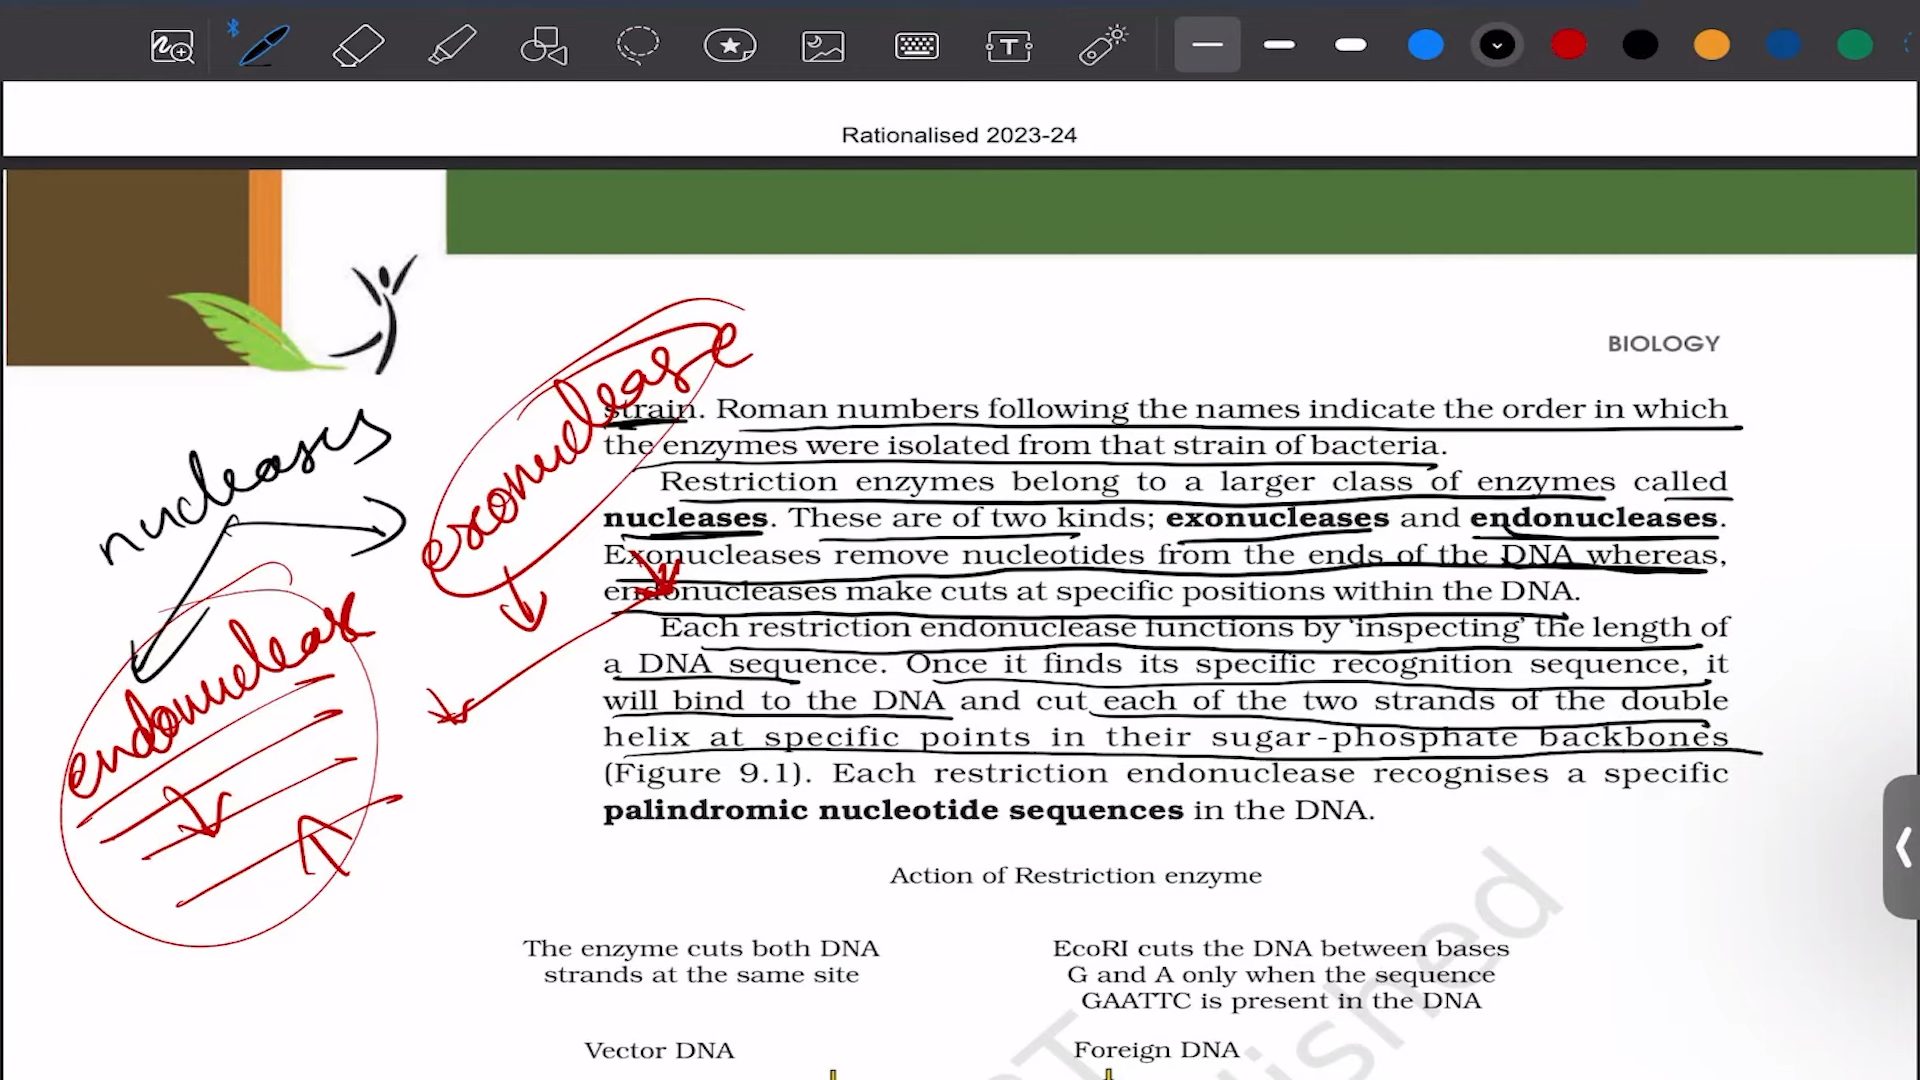 Rationalised 2023-24
BIOLOGY
nucleases
exonuclease
endonuclease
strain. Roman numbers following the names indicate the order in which
the enzymes were isolated from that strain of bacteria.
Restriction enzymes belong to a larger class of enzymes called
nucleases. These are of two kinds; exonucleases and endonucleases.
Exonucleases remove nucleotides from the ends of the DNA whereas,
endonucleases make cuts at specific positions within the DNA.
Each restriction endonuclease functions by ‘inspecting’ the length of
a DNA sequence. Once it finds its specific recognition sequence, it
will bind to the DNA and cut each of the two strands of the double
helix at specific points in their sugar-phosphate backbones
(Figure 9.1). Each restriction endonuclease recognises a specific
palindromic nucleotide sequences in the DNA.
Action of Restriction enzyme
The enzyme cuts both DNA
strands at the same site
EcoRI cuts the DNA between bases
G and A only when the sequence
GAATTC is present in the DNA
Vector DNA
Foreign DNA